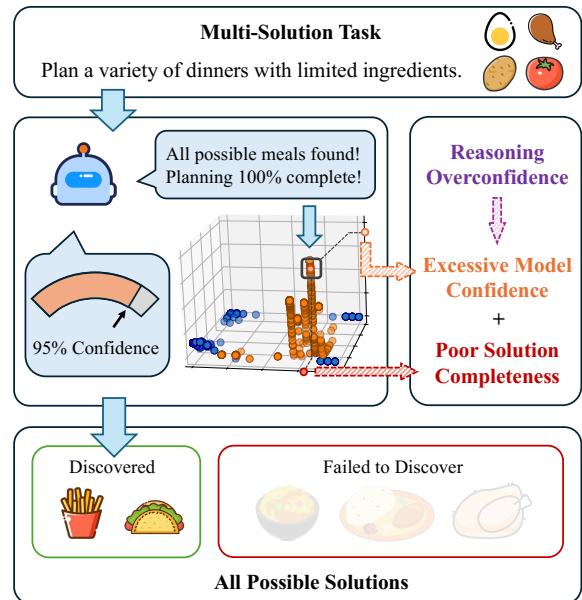 Multi-Solution Task
Plan a variety of dinners with limited ingredients.
All possible meals found!
Planning 100% complete!
95% Confidence
Reasoning
Overconfidence
Excessive Model
Confidence
+
Poor Solution
Completeness
Discovered
Failed to Discover
All Possible Solutions